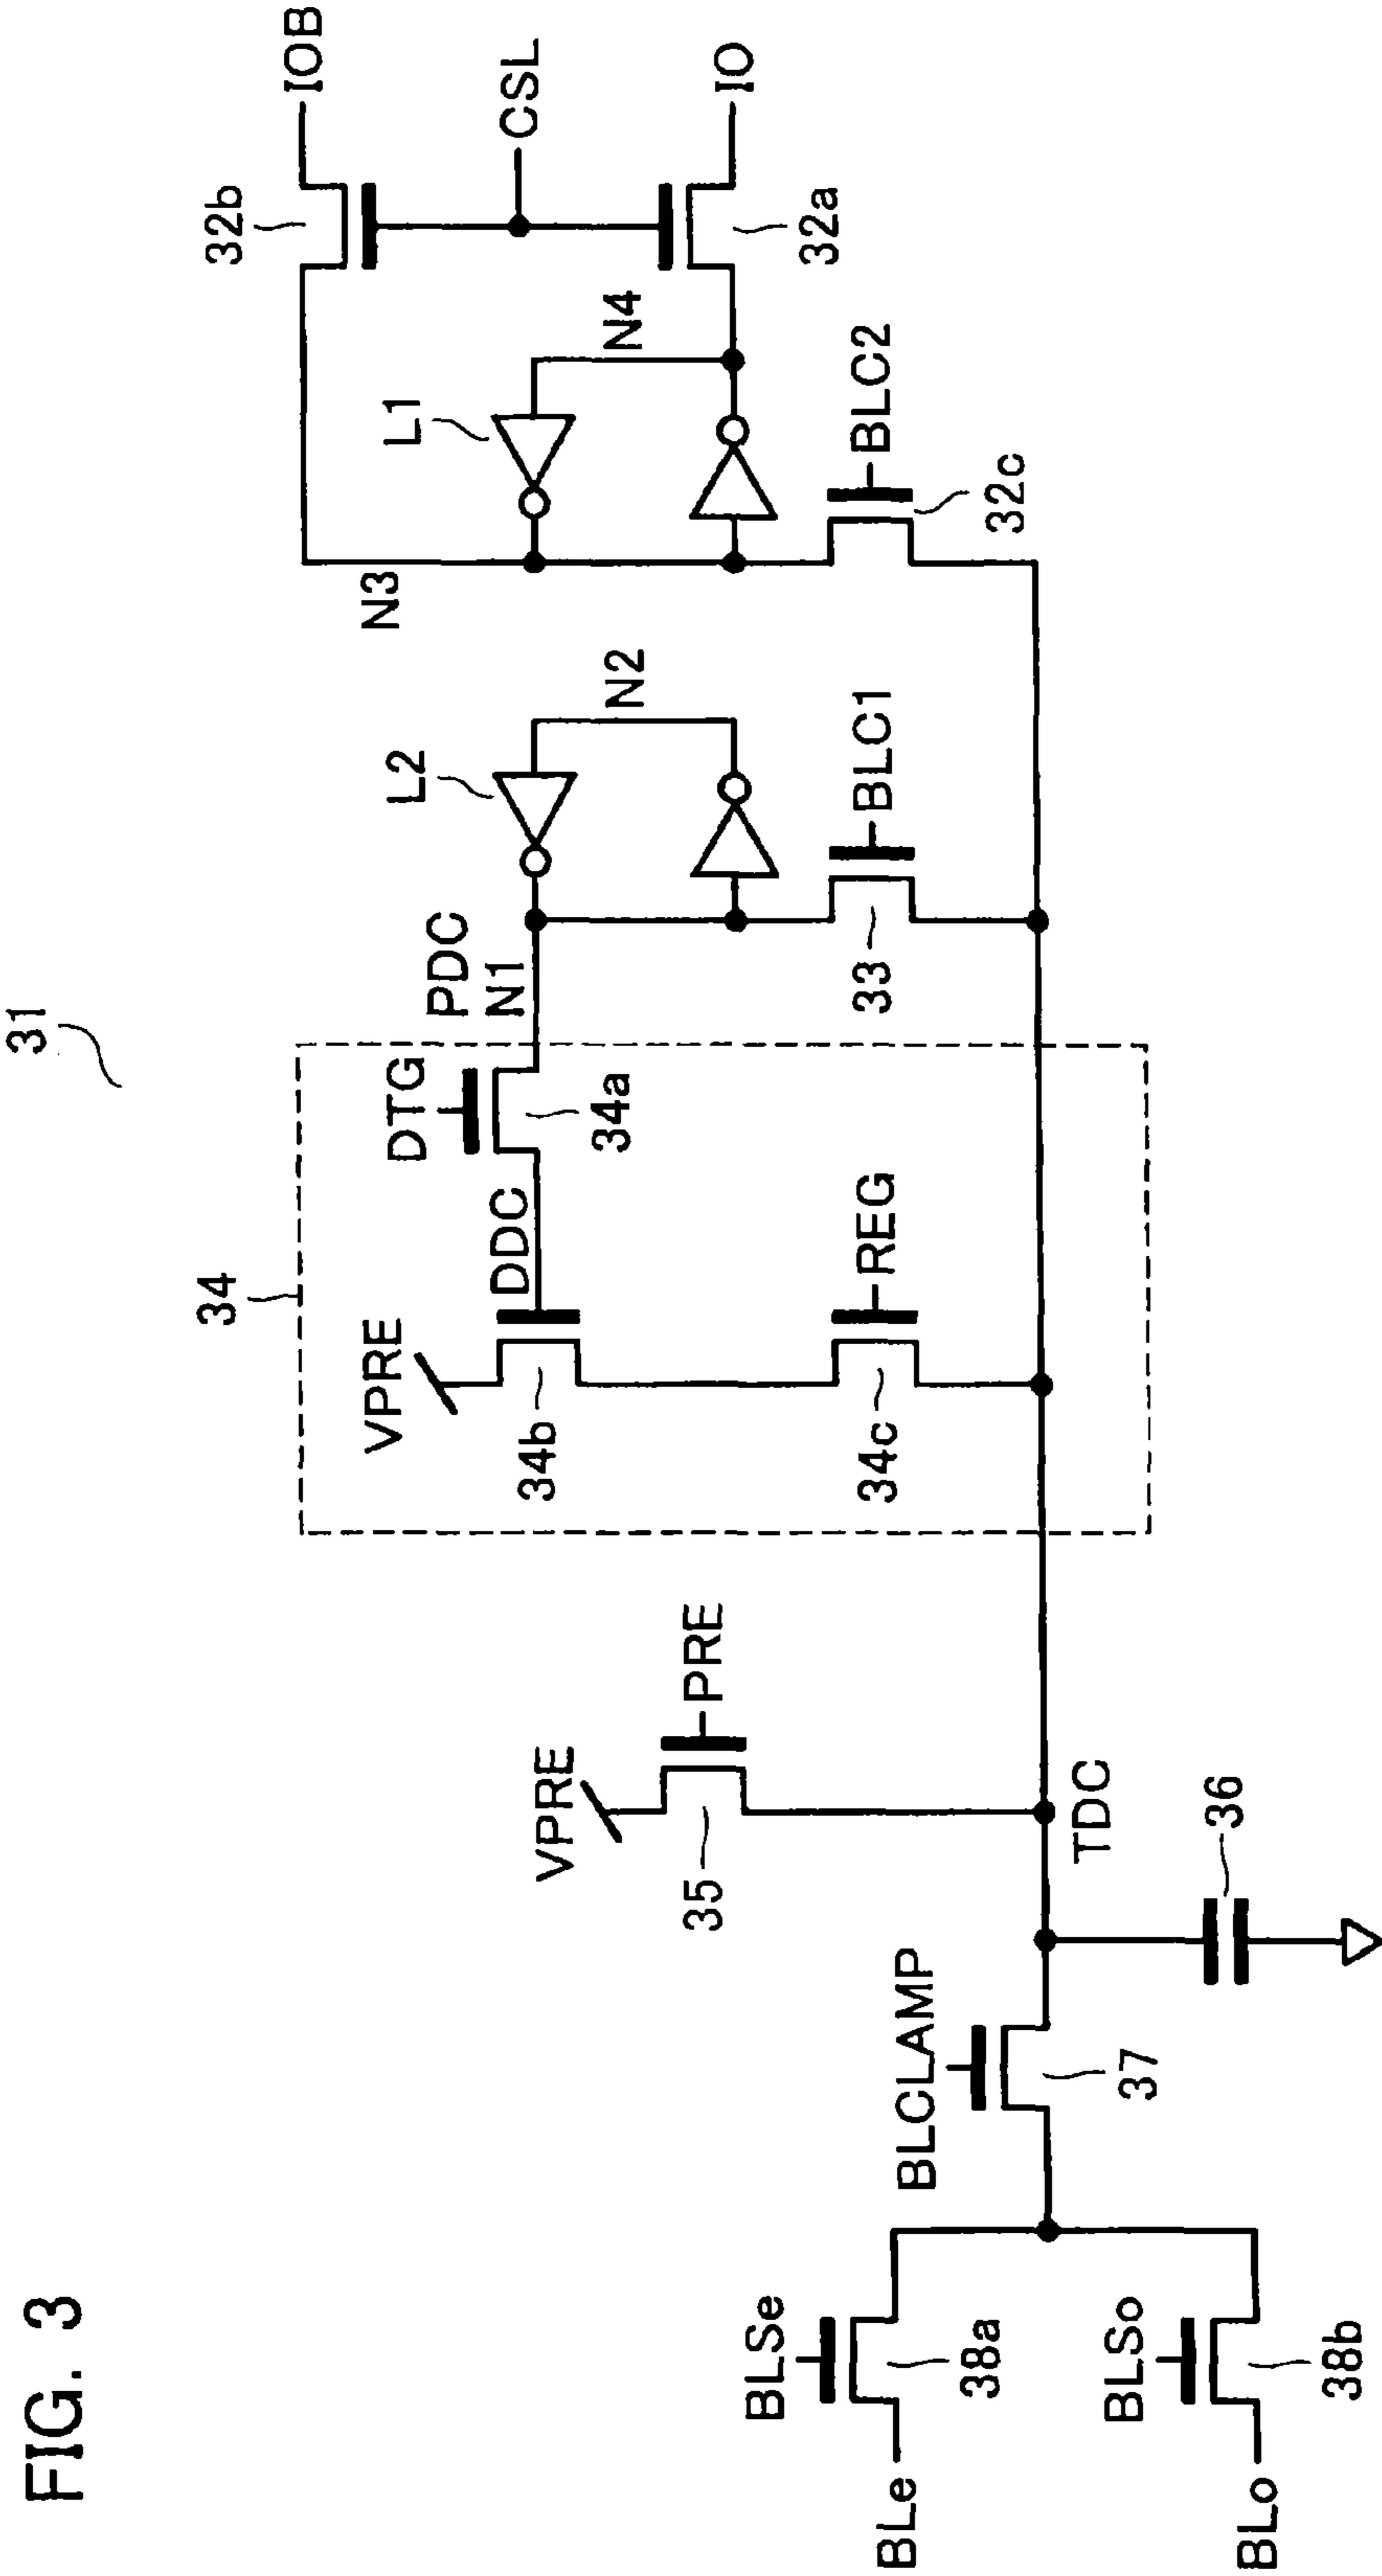 FIG. 3
31
34
VPRE
DTG
PDC
N1
L2
N2
N3
L1
N4
32b
IOB
CSL
IO
32a
DDC
34a
34b
REG
34c
33
BLC1
BLC2
32c
VPRE
PRE
35
TDC
36
BLCLAMP
37
BLSe
38a
BLe
BLSo
38b
BLo